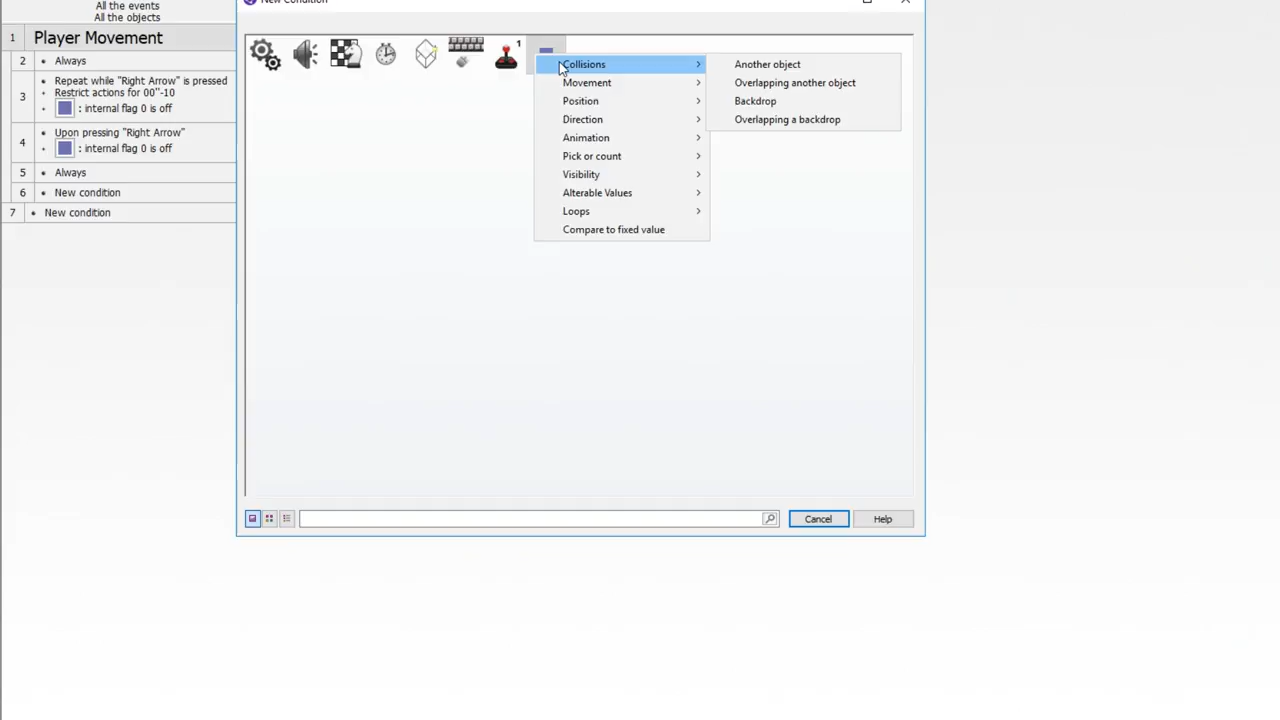 All the events
All the objects
New Condition
1 Player Movement
2 Always
3 Repeat while "Right Arrow" is pressed
Restrict actions for 00''-10
: internal flag 0 is off
4 Upon pressing "Right Arrow"
: internal flag 0 is off
5 Always
6 New condition
7 New condition
1
Collisions
Movement
Position
Direction
Animation
Pick or count
Visibility
Alterable Values
Loops
Compare to fixed value
Another object
Overlapping another object
Backdrop
Overlapping a backdrop
Cancel
Help